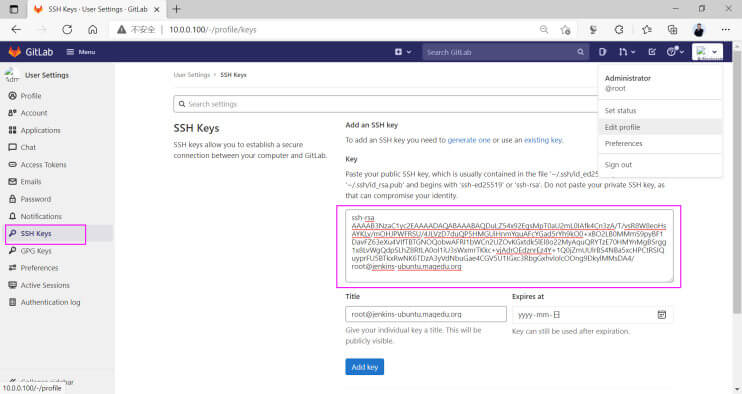 SSH Keys · User Settings · GitLab
不安全 | 10.0.0.100/-/profile/keys
GitLab
Menu
Search GitLab
User Settings
Profile
Account
Applications
Chat
Access Tokens
Emails
Password
Notifications
SSH Keys
GPG Keys
Preferences
Active Sessions
Authentication log
10.0.0.100/-/profile
User Settings > SSH Keys
Search settings
SSH Keys
SSH keys allow you to establish a secure
connection between your computer and GitLab.
Add an SSH key
To add an SSH key you need to generate one or use an existing key.
Key
Paste your public SSH key, which is usually contained in the file '~/.ssh/id_ed25
'~/.ssh/id_rsa.pub' and begins with 'ssh-ed25519' or 'ssh-rsa'. Do not paste your private SSH key, as
that can compromise your identity.
ssh-rsa
root@jenkins-ubuntu.magedu.org
Title
root@jenkins-ubuntu.magedu.org
Give your individual key a title. This will be
publicly visible.
Expires at
yyyy-mm-日
Key can still be used after expiration.
Add key
Administrator
@root
Set status
Edit profile
Preferences
Sign out